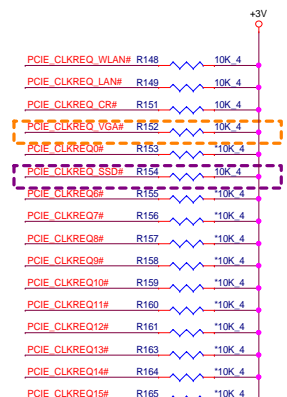 +3V
PCIE_CLKREQ_WLAN# R148 10K_4
PCIE_CLKREQ_LAN# R149 10K_4
PCIE_CLKREQ_CR# R151 10K_4
PCIE_CLKREQ_VGA# R152 10K_4
PCIE_CLKREQ0# R153 *10K_4
PCIE_CLKREQ_SSD# R154 10K_4
PCIE_CLKREQ6# R155 *10K_4
PCIE_CLKREQ7# R156 *10K_4
PCIE_CLKREQ8# R157 *10K_4
PCIE_CLKREQ9# R158 *10K_4
PCIE_CLKREQ10# R159 *10K_4
PCIE_CLKREQ11# R160 *10K_4
PCIE_CLKREQ12# R161 *10K_4
PCIE_CLKREQ13# R163 *10K_4
PCIE_CLKREQ14# R164 *10K_4
PCIE_CLKREQ15# R165 *10K_4